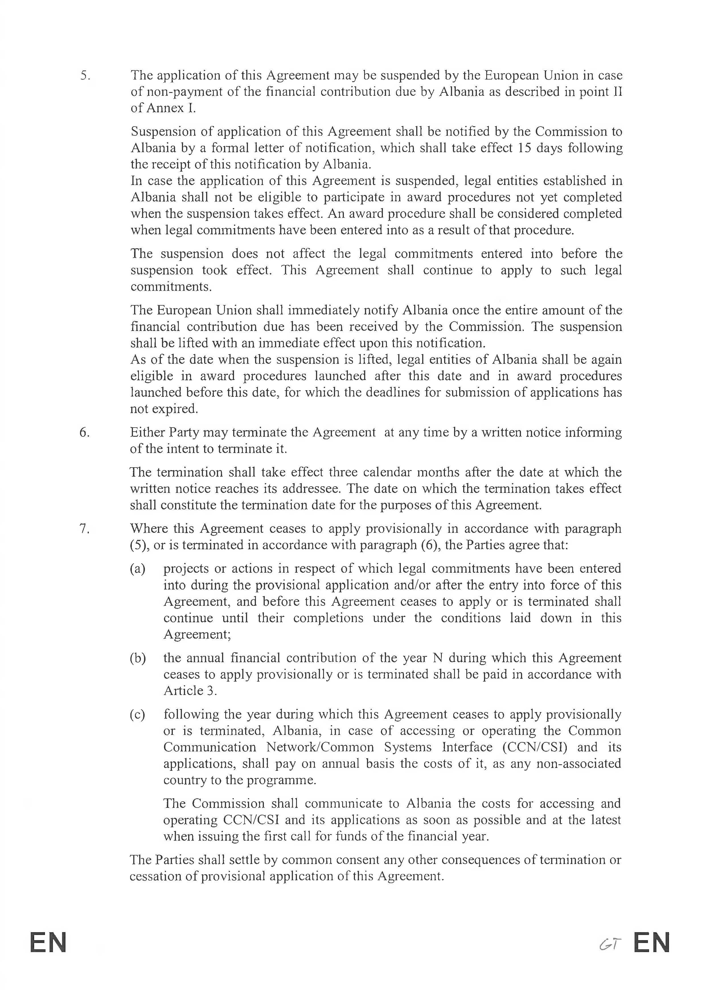 5. The application of this Agreement may be suspended by the European Union in case
of non-payment of the financial contribution due by Albania as described in point II
of Annex I.
Suspension of application of this Agreement shall be notified by the Commission to
Albania by a formal letter of notification, which shall take effect 15 days following
the receipt of this notification by Albania.
In case the application of this Agreement is suspended, legal entities established in
Albania shall not be eligible to participate in award procedures not yet completed
when the suspension takes effect. An award procedure shall be considered completed
when legal commitments have been entered into as a result of that procedure.
The suspension does not affect the legal commitments entered into before the
suspension took effect. This Agreement shall continue to apply to such legal
commitments.
The European Union shall immediately notify Albania once the entire amount of the
financial contribution due has been received by the Commission. The suspension
shall be lifted with an immediate effect upon this notification.
As of the date when the suspension is lifted, legal entities of Albania shall be again
eligible in award procedures launched after this date and in award procedures
launched before this date, for which the deadlines for submission of applications has
not expired.
6. Either Party may terminate the Agreement at any time by a written notice informing
of the intent to terminate it.
The termination shall take effect three calendar months after the date at which the
written notice reaches its addressee. The date on which the termination takes effect
shall constitute the termination date for the purposes of this Agreement.
7. Where this Agreement ceases to apply provisionally in accordance with paragraph
(5), or is terminated in accordance with paragraph (6), the Parties agree that:
(a) projects or actions in respect of which legal commitments have been entered
into during the provisional application and/or after the entry into force of this
Agreement, and before this Agreement ceases to apply or is terminated shall
continue until their completions under the conditions laid down in this
Agreement;
(b) the annual financial contribution of the year N during which this Agreement
ceases to apply provisionally or is terminated shall be paid in accordance with
Article 3.
(c) following the year during which this Agreement ceases to apply provisionally
or is terminated, Albania, in case of accessing or operating the Common
Communication Network/Common Systems Interface (CCN/CSI) and its
applications, shall pay on annual basis the costs of it, as any non-associated
country to the programme.
The Commission shall communicate to Albania the costs for accessing and
operating CCN/CSI and its applications as soon as possible and at the latest
when issuing the first call for funds of the financial year.
The Parties shall settle by common consent any other consequences of termination or
cessation of provisional application of this Agreement.
EN GT EN